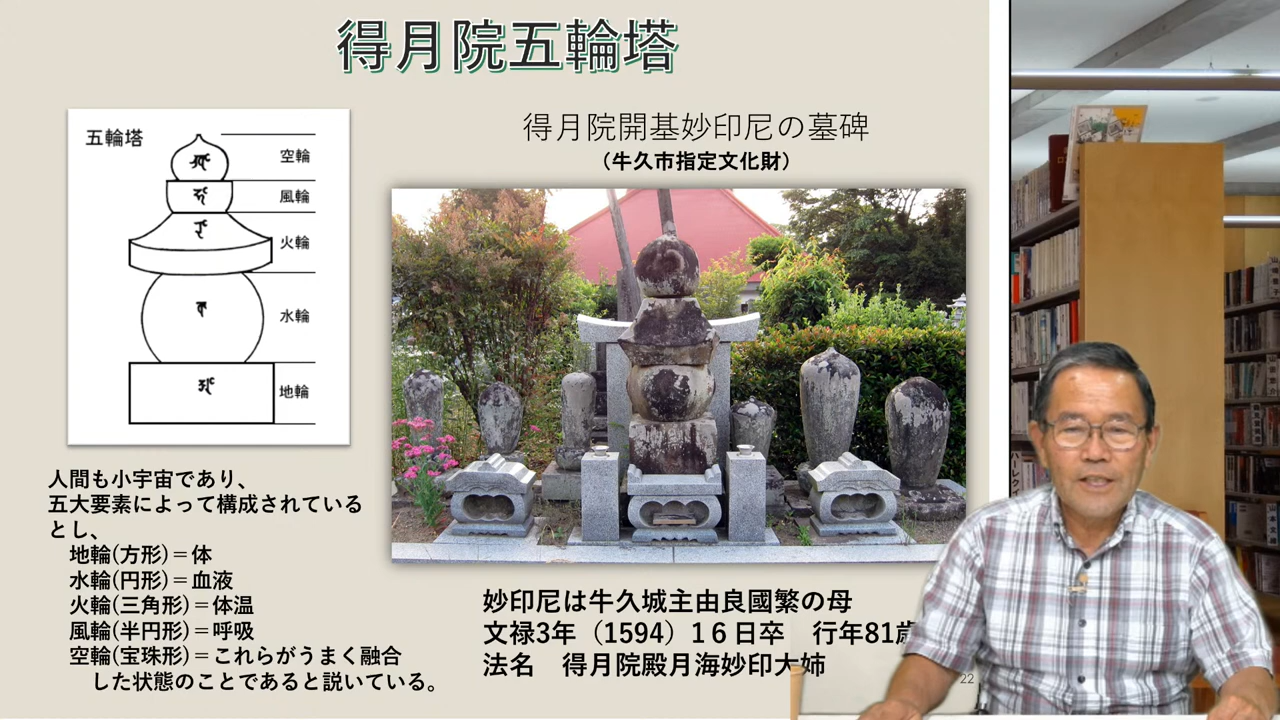 得月院五輪塔
五輪塔
空輪
風輪
火輪
水輪
地輪
人間も小宇宙であり、
五大要素によって構成されている
とし、
地輪(方形)＝体
水輪(円形)＝血液
火輪(三角形)＝体温
風輪(半円形)＝呼吸
空輪(宝珠形)＝これらがうまく融合
した状態のことであると説いている。
得月院開基妙印尼の墓碑
（牛久市指定文化財）
妙印尼は牛久城主由良國繁の母
文禄3年（1594）1６日卒　行年81歳
法名　得月院殿月海妙印大姉
22